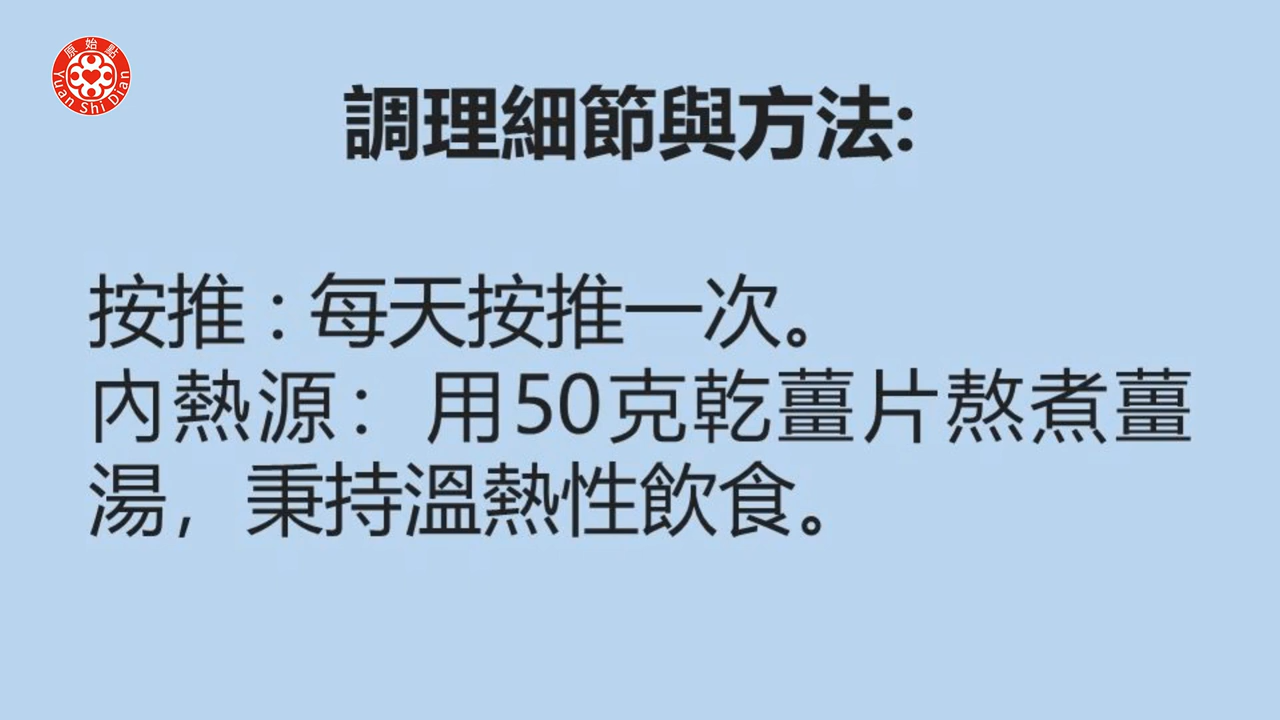 原始點
Yuan Shi Dian
調理細節與方法:
按推 : 每天按推一次。
內熱源 : 用50克乾薑片熬煮薑
湯，秉持溫熱性飲食。